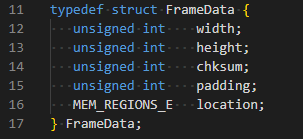 11 typedef struct FrameData {
12 unsigned int width;
13 unsigned int height;
14 unsigned int chksum;
15 unsigned int padding;
16 MEM_REGIONS_E location;
17 } FrameData;